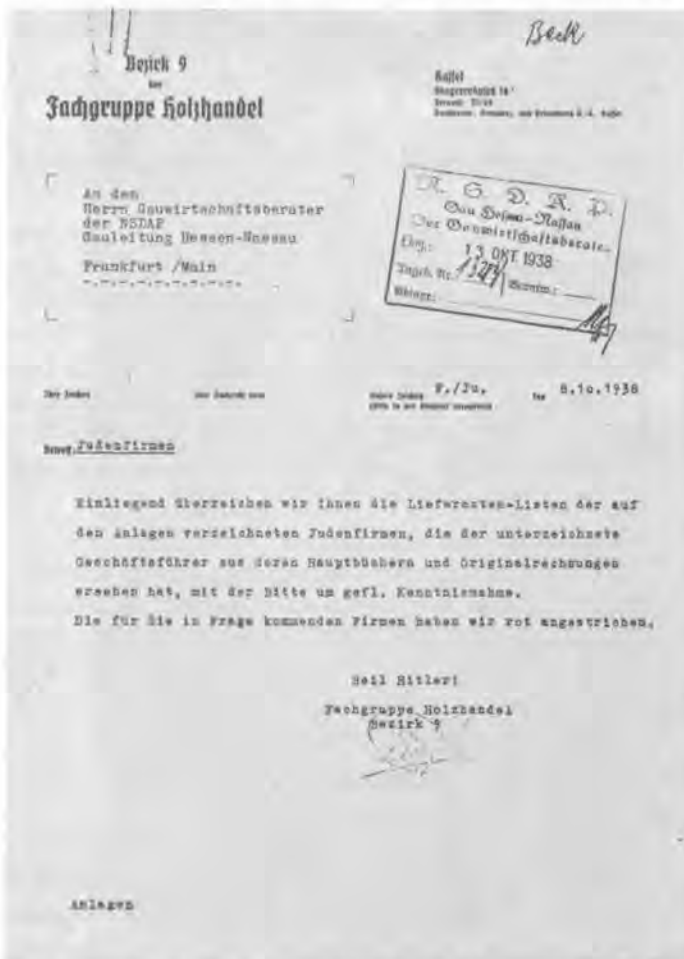 Beck
Bezirk 9
der
Fachgruppe Holzhandel
Kassel
An den
Herrn Gauwirtschaftsberater
der NSDAP
Gauleitung Hessen-Nassau
Frankfurt /Main
-.-.-.-.-.-.-.-.-.-
N. S. D. A. P.
Gau Hessen-Nassau
Der Gauwirtschaftsberater
Eing.: 13. OKT. 1938
Tageb. Nr.
F./Ju.
8.10.1938
Betreff: Judenfirmen
Einliegend überreichen wir Ihnen die Lieferanten-Listen der auf
den Anlagen verzeichneten Judenfirmen, die der unterzeichnete
Geschäftsführer aus deren Hauptbüchern und Originalrechnungen
ersehen hat, mit der Bitte um gefl. Kenntnisnahme.
Die für Sie in Frage kommenden Firmen haben wir rot angestrichen.
Heil Hitler!
Fachgruppe Holzhandel
Bezirk 9
Anlagen